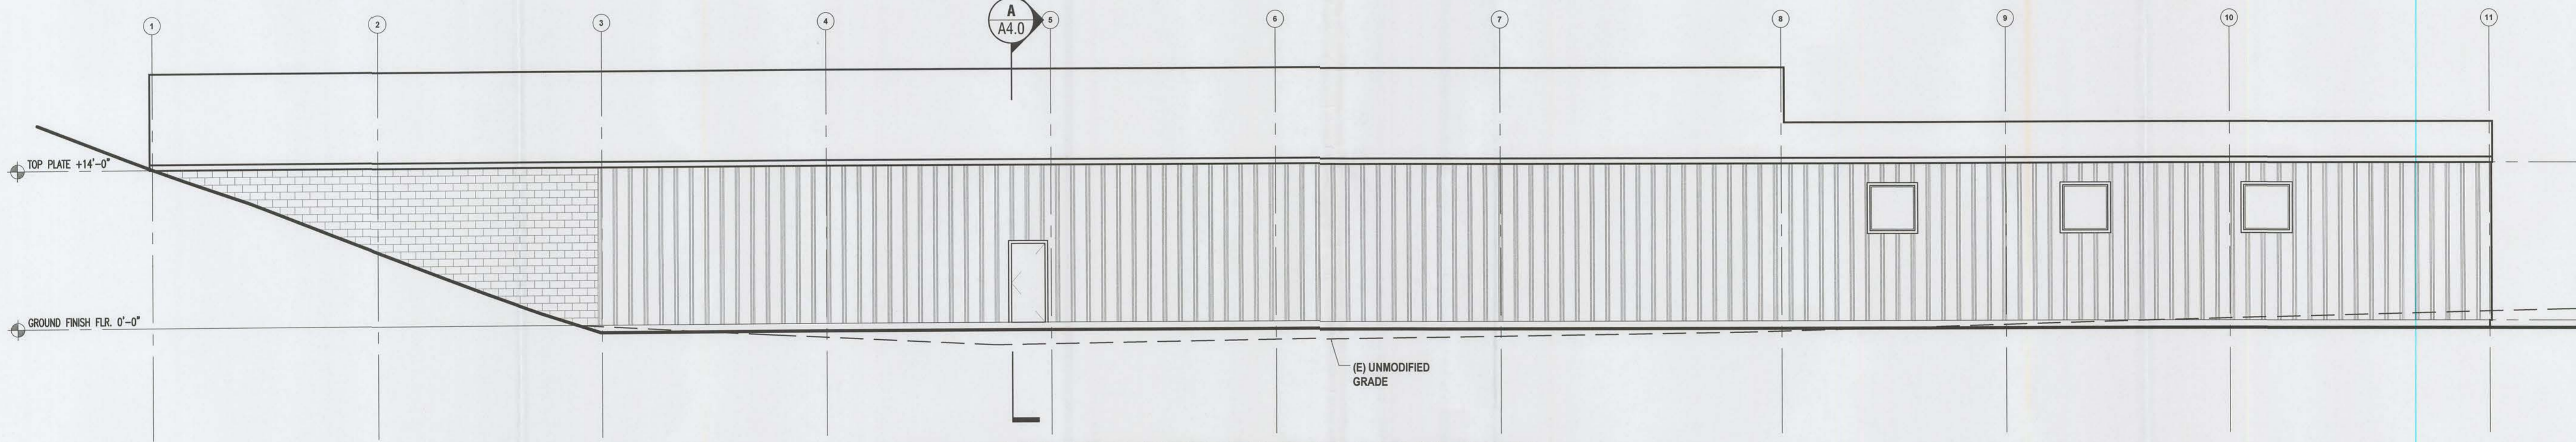 1 2 3 4 A 5 6 7 8 9 10 11
A4.0
TOP PLATE +14'-0"
GROUND FINISH FLR. 0'-0"
(E) UNMODIFIED
GRADE